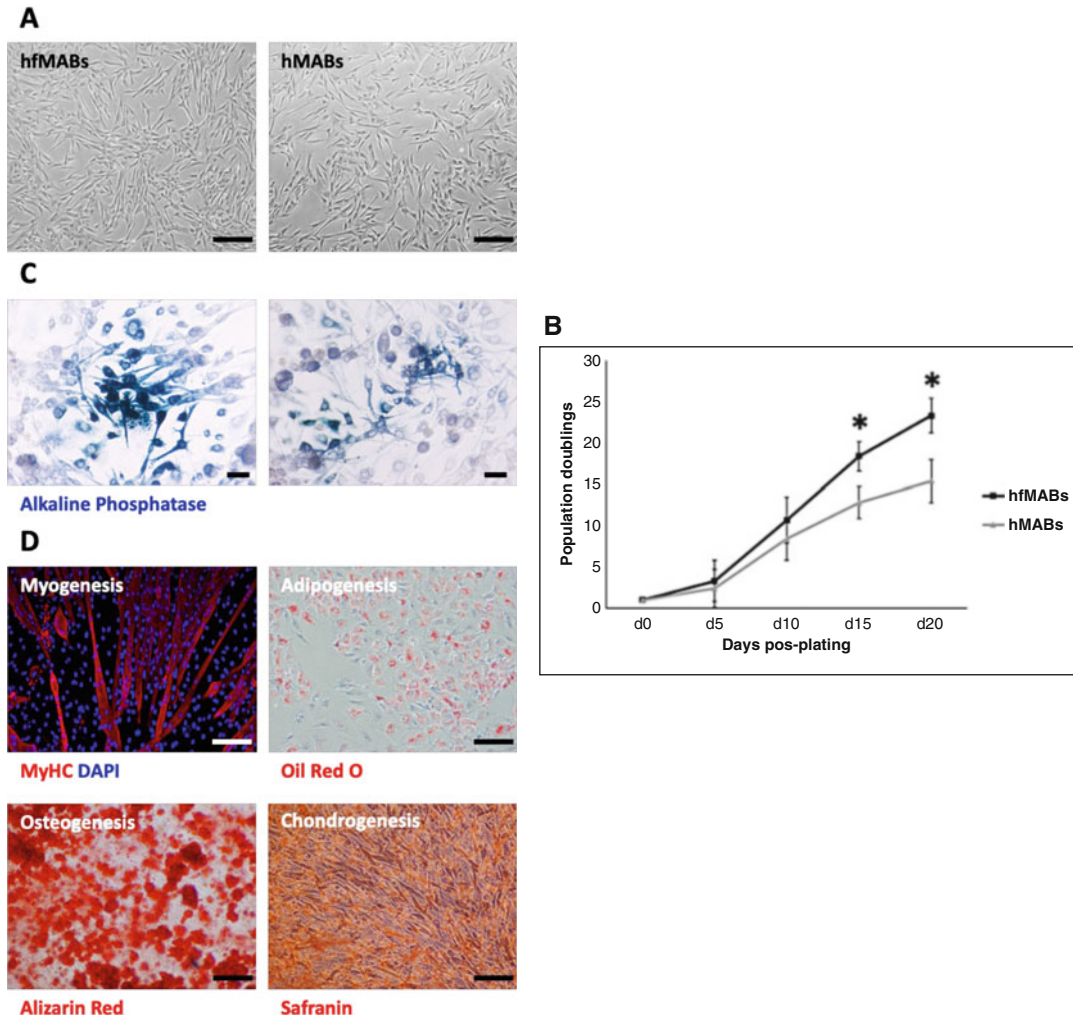 A
hfMABs hMABs
C
Alkaline Phosphatase
B
30
25
20
15
10
5
0
Population doublings
* *
d0 d5 d10 d15 d20
Days pos-plating
hfMABs
hMABs
D
Myogenesis Adipogenesis
MyHC DAPI Oil Red O
Osteogenesis Chondrogenesis
Alizarin Red Safranin